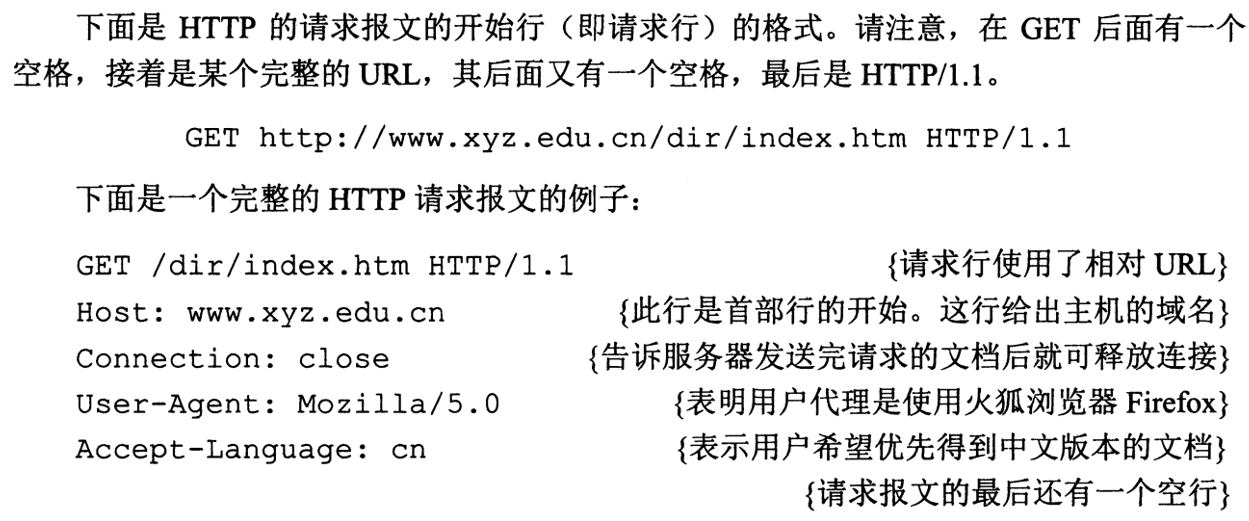 下面是 HTTP 的请求报文的开始行（即请求行）的格式。请注意，在 GET 后面有一个
空格，接着是某个完整的 URL，其后面又有一个空格，最后是 HTTP/1.1。
GET http://www.xyz.edu.cn/dir/index.htm HTTP/1.1
下面是一个完整的 HTTP 请求报文的例子：
GET /dir/index.htm HTTP/1.1 {请求行使用了相对 URL}
Host: www.xyz.edu.cn {此行是首部行的开始。这行给出主机的域名}
Connection: close {告诉服务器发送完请求的文档后就可释放连接}
User-Agent: Mozilla/5.0 {表明用户代理是使用火狐浏览器 Firefox}
Accept-Language: cn {表示用户希望优先得到中文版本的文档}
{请求报文的最后还有一个空行}